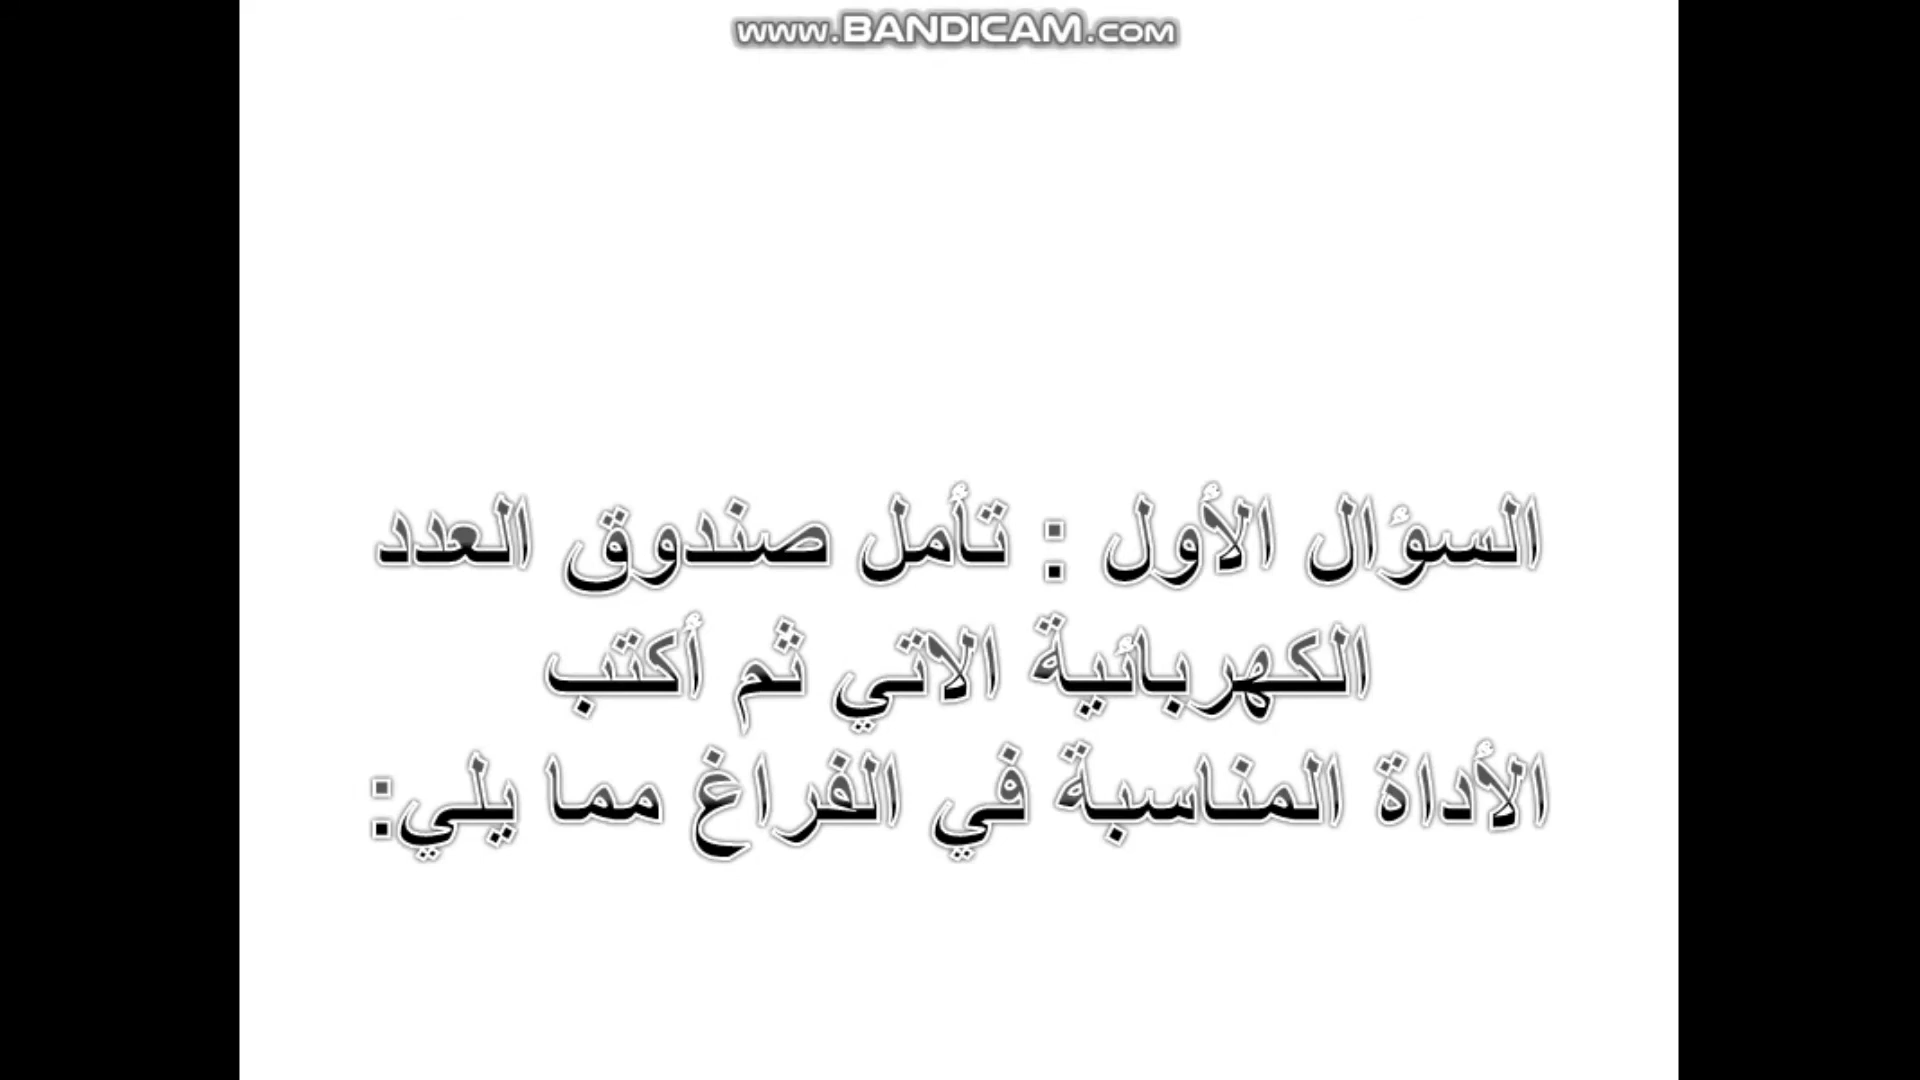 www.BANDICAM.com
السؤال الأول : تأمل صندوق العدد
الكهربائية الاتي ثم أكتب
الأداة المناسبة في الفراغ مما يلي: